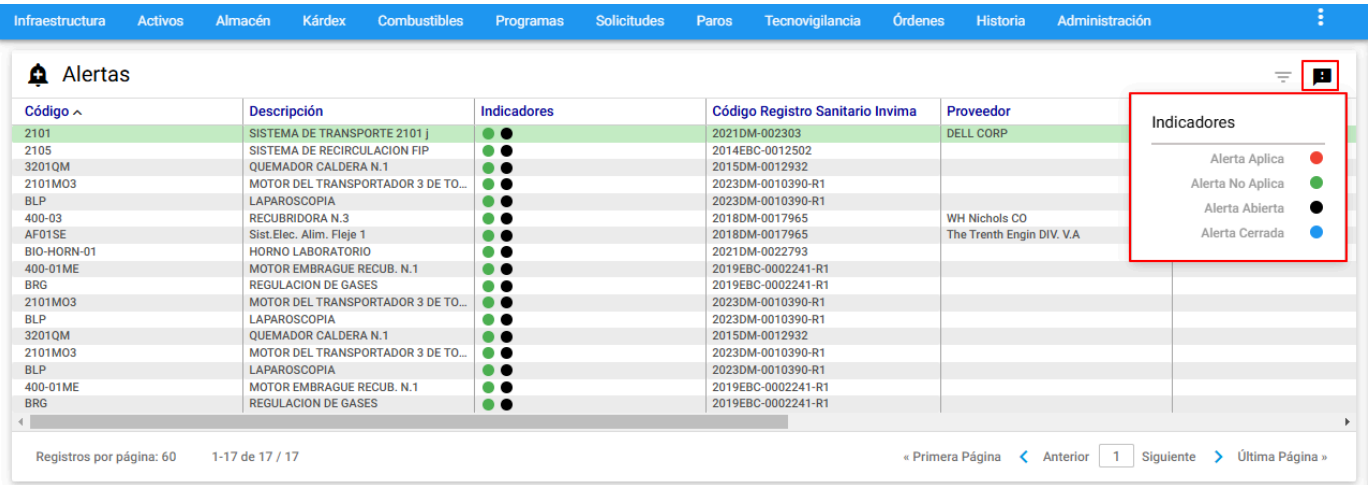 Infraestructura Activos Almacén Kárdex Combustibles Programas Solicitudes Paros Tecnovigilancia Órdenes Historia Administración
Alertas
Código Descripción Indicadores Código Registro Sanitario Invima Proveedor
2101 SISTEMA DE TRANSPORTE 2101 j 2021DM-002303 DELL CORP
2105 SISTEMA DE RECIRCULACION FIP 2014EBC-0012502
3201QM QUEMADOR CALDERA N.1 2015DM-0012932
2101MO3 MOTOR DEL TRANSPORTADOR 3 DE TO... 2023DM-0010390-R1
BLP LAPAROSCOPIA 2023DM-0010390-R1
400-03 RECUBRIDORA N.3 2018DM-0017965 WH Nichols CO
AF01SE Sist.Elec. Alim. Fleje 1 2018DM-0017965 The Trenth Engin DIV. V.A
BIO-HORN-01 HORNO LABORATORIO 2021DM-0022793
400-01ME MOTOR EMBRAGUE RECUB. N.1 2019EBC-0002241-R1
BRG REGULACION DE GASES 2019EBC-0002241-R1
2101MO3 MOTOR DEL TRANSPORTADOR 3 DE TO... 2023DM-0010390-R1
BLP LAPAROSCOPIA 2023DM-0010390-R1
3201QM QUEMADOR CALDERA N.1 2015DM-0012932
2101MO3 MOTOR DEL TRANSPORTADOR 3 DE TO... 2023DM-0010390-R1
BLP LAPAROSCOPIA 2023DM-0010390-R1
400-01ME MOTOR EMBRAGUE RECUB. N.1 2019EBC-0002241-R1
BRG REGULACION DE GASES 2019EBC-0002241-R1
Indicadores
Alerta Aplica
Alerta No Aplica
Alerta Abierta
Alerta Cerrada
Registros por página: 60 1-17 de 17 / 17 « Primera Página Anterior 1 Siguiente Última Página »